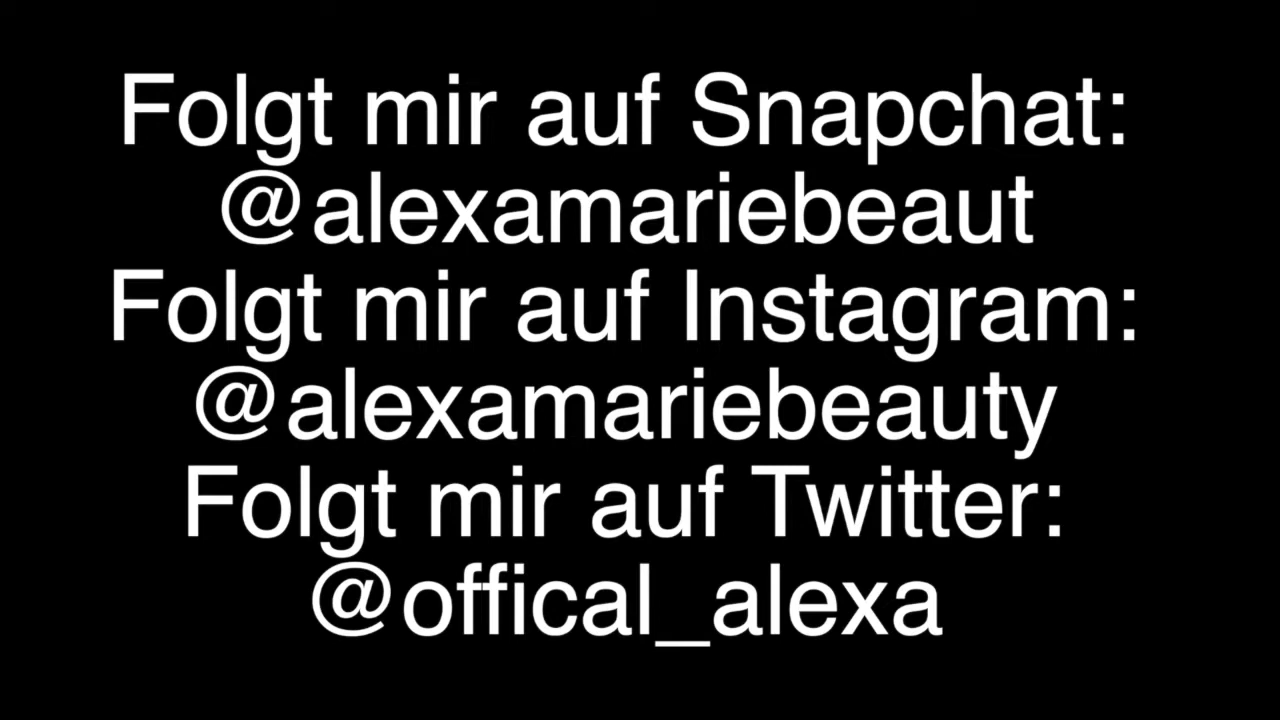 Folgt mir auf Snapchat:
@alexamariebeaut
Folgt mir auf Instagram:
@alexamariebeauty
Folgt mir auf Twitter:
@offical_alexa